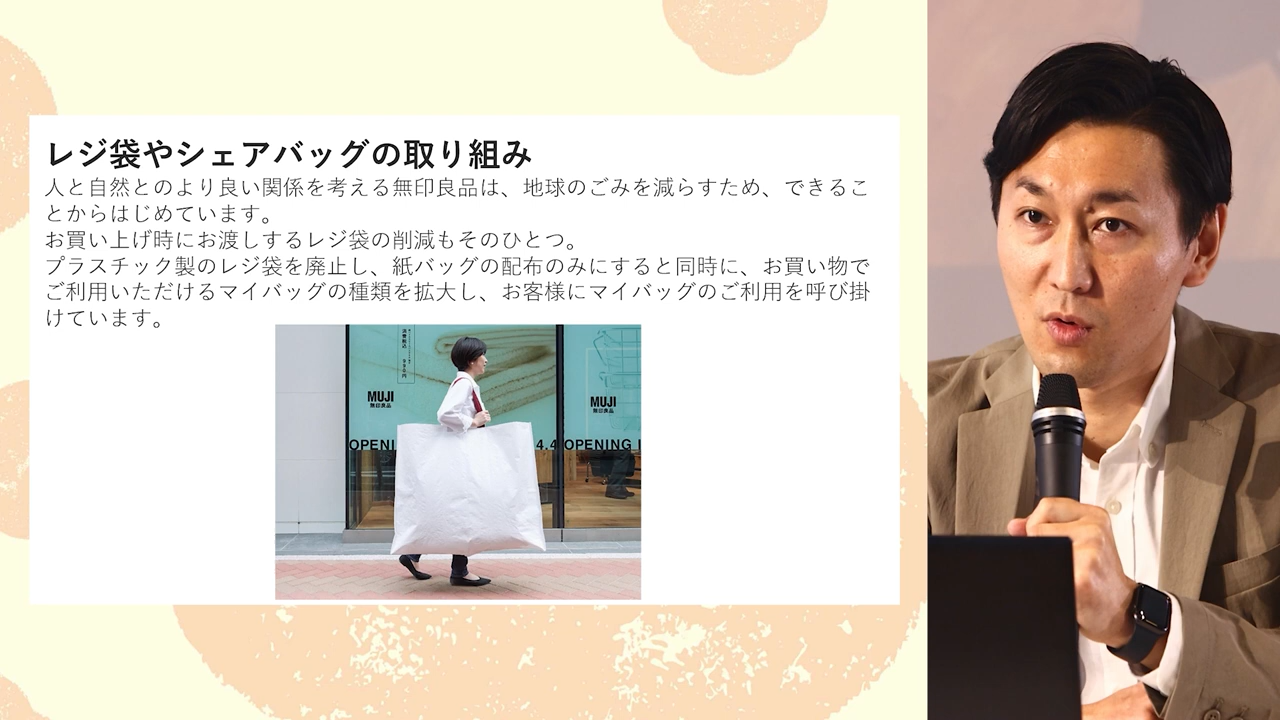 レジ袋やシェアバッグの取り組み
人と自然とのより良い関係を考える無印良品は、地球のごみを減らすため、できるこ
とからはじめています。
お買い上げ時にお渡しするレジ袋の削減もそのひとつ。
プラスチック製のレジ袋を廃止し、紙バッグの配布のみにすると同時に、お買い物で
ご利用いただけるマイバッグの種類を拡大し、お客様にマイバッグのご利用を呼び掛
けています。
MUJI
無印良品
MUJI
無印良品
OPENI
4.4 OPENING